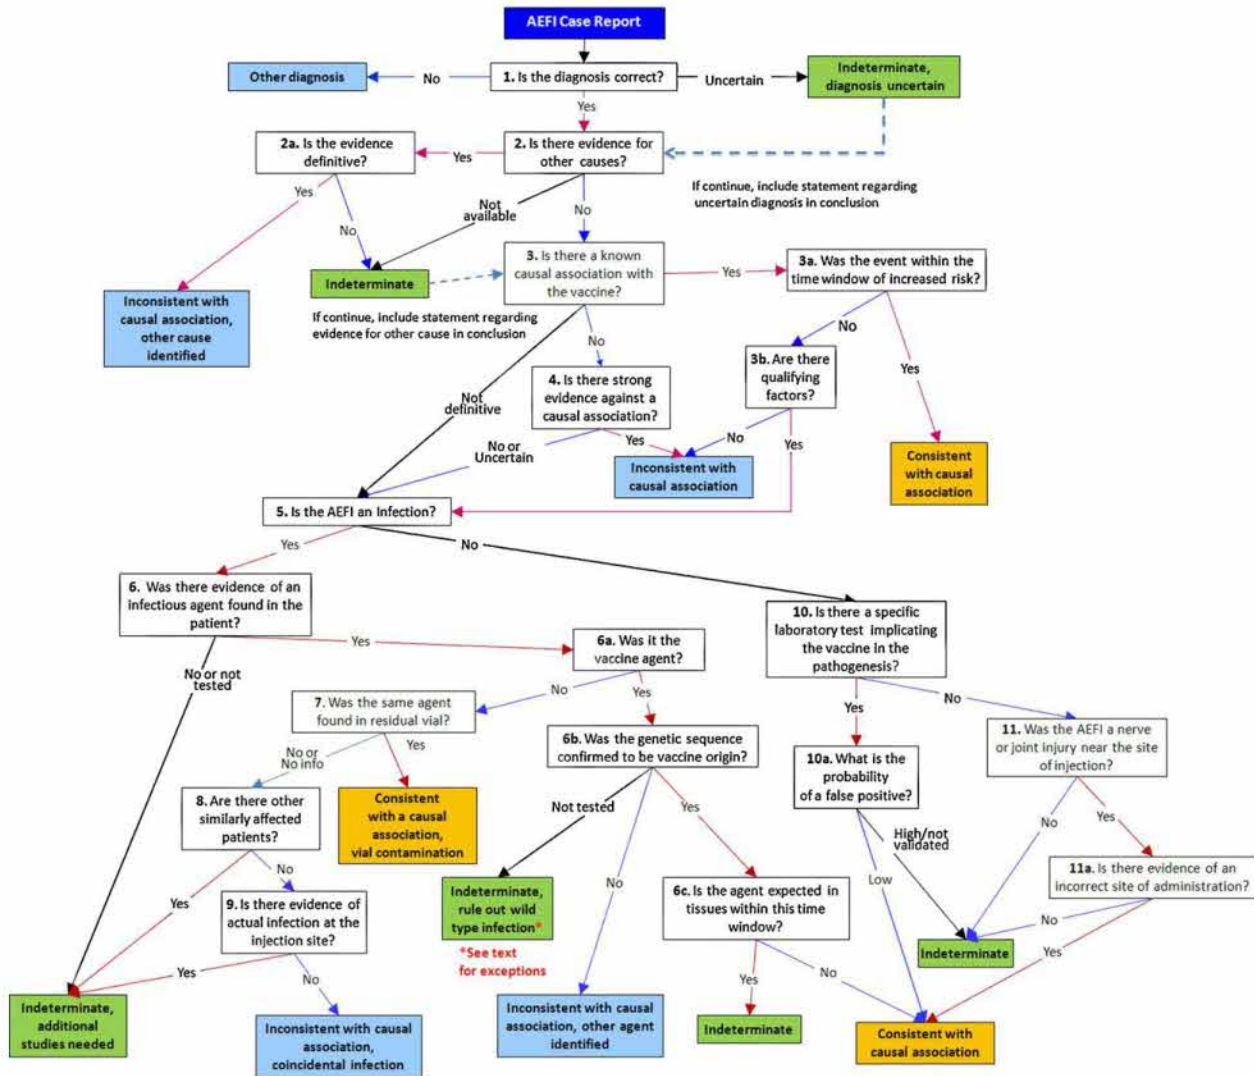 AEFI Case Report
Other diagnosis
No
1. Is the diagnosis correct?
Uncertain
Indeterminate,
diagnosis uncertain
Yes
2a. Is the evidence
definitive?
Yes
2. Is there evidence for
other causes?
If continue, include statement regarding
uncertain diagnosis in conclusion
Yes
No
Not
available
No
Indeterminate
3. Is there a known
causal association with
the vaccine?
Yes
3a. Was the event within the
time window of increased risk?
Inconsistent with
causal association,
other cause
identified
If continue, include statement regarding
evidence for other cause in conclusion
No
No
Yes
4. Is there strong
evidence against a
causal association?
3b. Are there
qualifying
factors?
Not
definitive
No or
Uncertain
Yes
No
Yes
Inconsistent with
causal association
Consistent
with causal
association
5. Is the AEFI an Infection?
Yes
No
6. Was there evidence of an
infectious agent found in the
patient?
10. Is there a specific
laboratory test implicating
the vaccine in the
pathogenesis?
Yes
6a. Was it the
vaccine agent?
No or not
tested
No
Yes
Yes
No
7. Was the same agent
found in residual vial?
6b. Was the genetic sequence
confirmed to be vaccine origin?
10a. What is the
probability
of a false positive?
11. Was the AEFI a nerve
or joint injury near the site
of injection?
No or
No info
Yes
8. Are there other
similarly affected
patients?
Consistent
with a causal
association,
vial contamination
Not tested
Yes
No
High/not
validated
No
Yes
Low
Yes
No
9. Is there evidence of
actual infection at the
injection site?
Indeterminate,
rule out wild
type infection*
*See text
for exceptions
6c. Is the agent expected in
tissues within this time
window?
11a. Is there evidence of an
incorrect site of administration?
No
Yes
Indeterminate
Yes
No
Yes
No
Indeterminate,
additional
studies needed
Inconsistent with causal
association,
coincidental infection
Inconsistent with causal
association, other agent
identified
Indeterminate
Consistent with
causal association